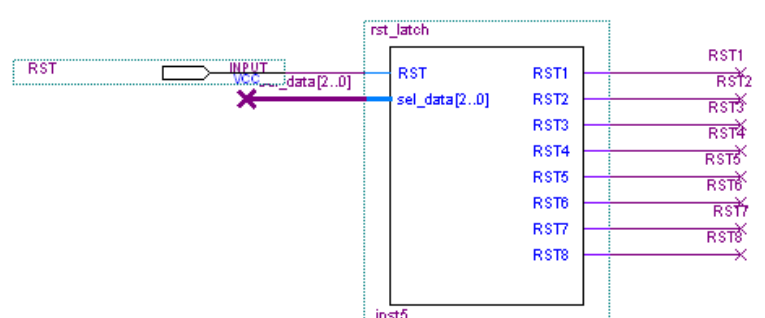 rst_latch
RST INPUT
VCC
_data[2..0]
RST RST1 RST1
sel_data[2..0] RST2 RST2
RST3 RST3
RST4 RST4
RST5 RST5
RST6 RST6
RST7 RST7
RST8 RST8
inst5